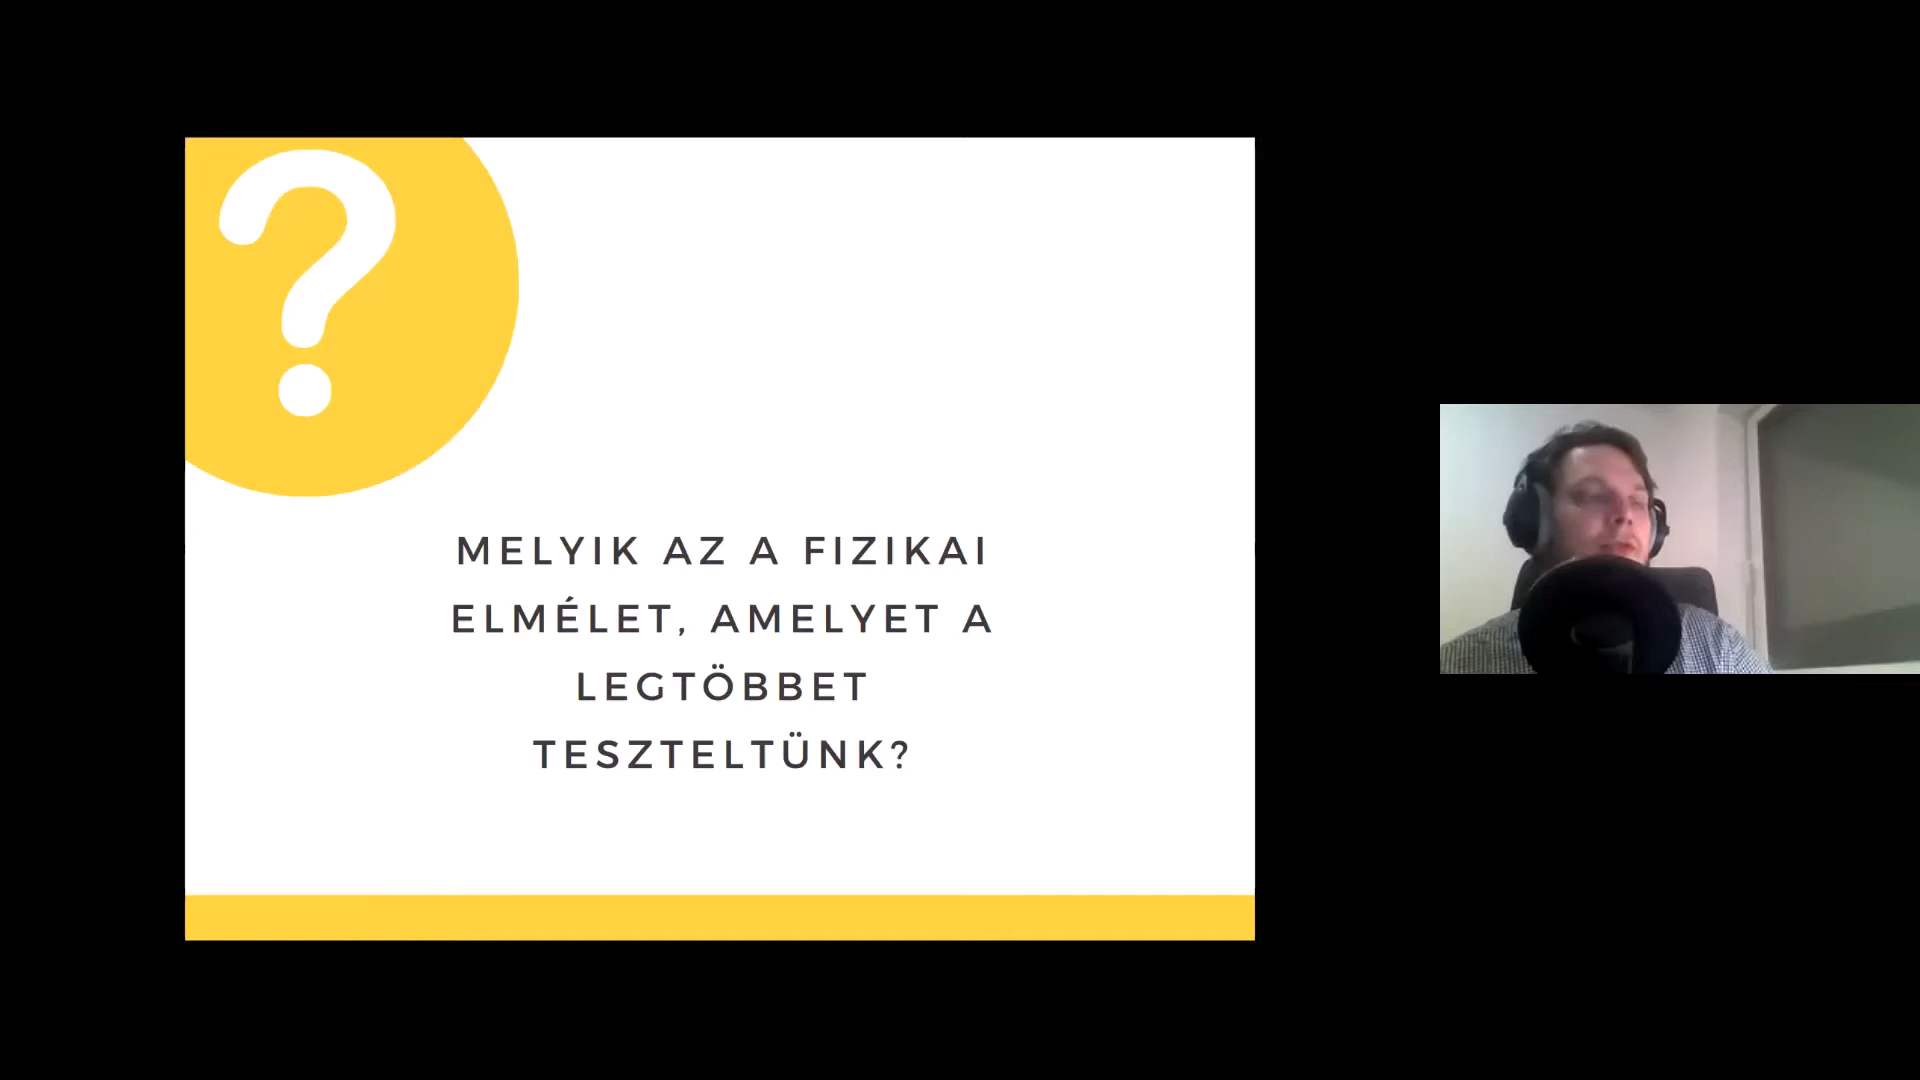 ?
MELYIK AZ A FIZIKAI
ELMÉLET, AMELYET A
LEGTÖBBET
TESZTELTÜNK?